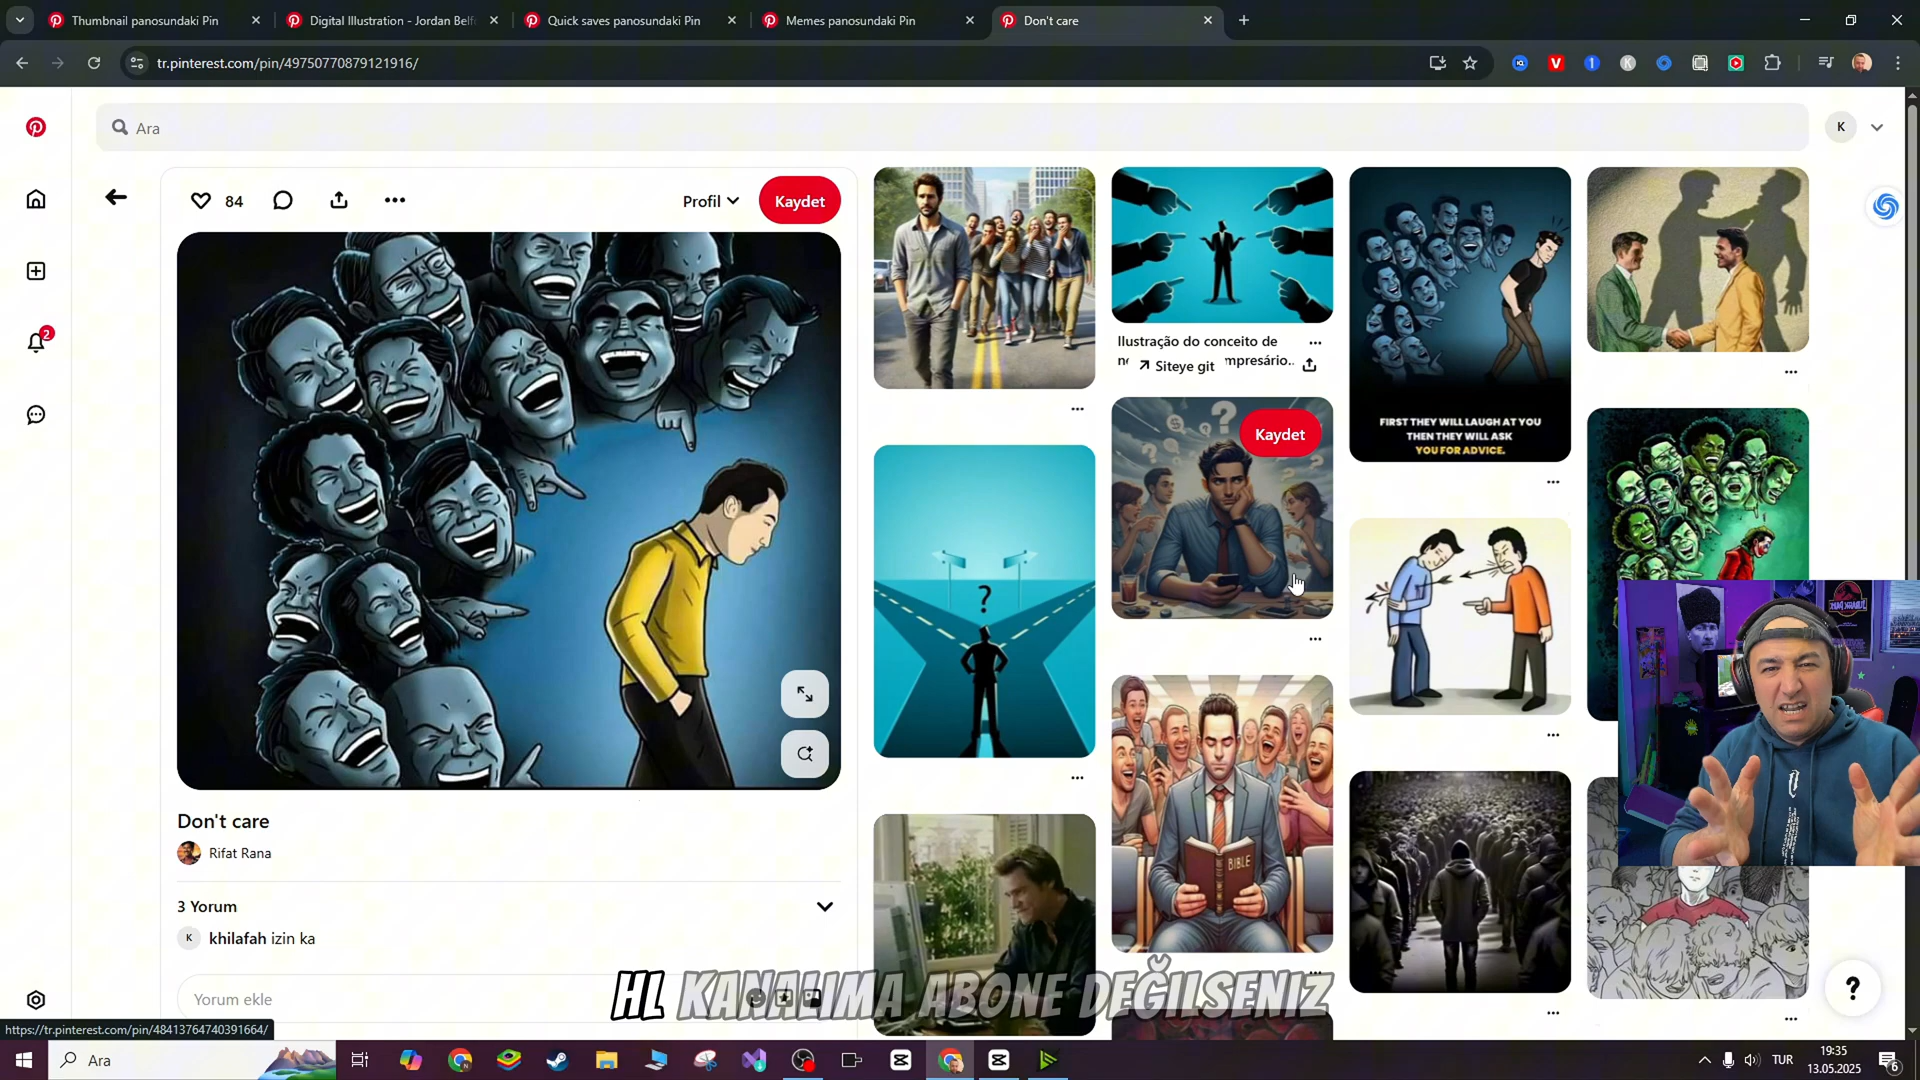 Thumbnail panosundaki Pin
Digital Illustration - Jordan Belf
Quick saves panosundaki Pin
Memes panosundaki Pin
Don't care
tr.pinterest.com/pin/49750770879121916/
Ara
K
84
Profil
Kaydet
Ilustração do conceito de
Siteye git
mpresário..
Kaydet
FIRST THEY WILL LAUGH AT YOU
THEN THEY WILL ASK
YOU FOR ADVICE.
2
?
BIBLE
Don't care
Rifat Rana
3 Yorum
K
khilafah izin ka
Yorum ekle
HL KANALIMA ABONE DEĞİLSENİZ
?
https://tr.pinterest.com/pin/48413764740391664/
Ara
TUR
19:35
13.05.2025
6